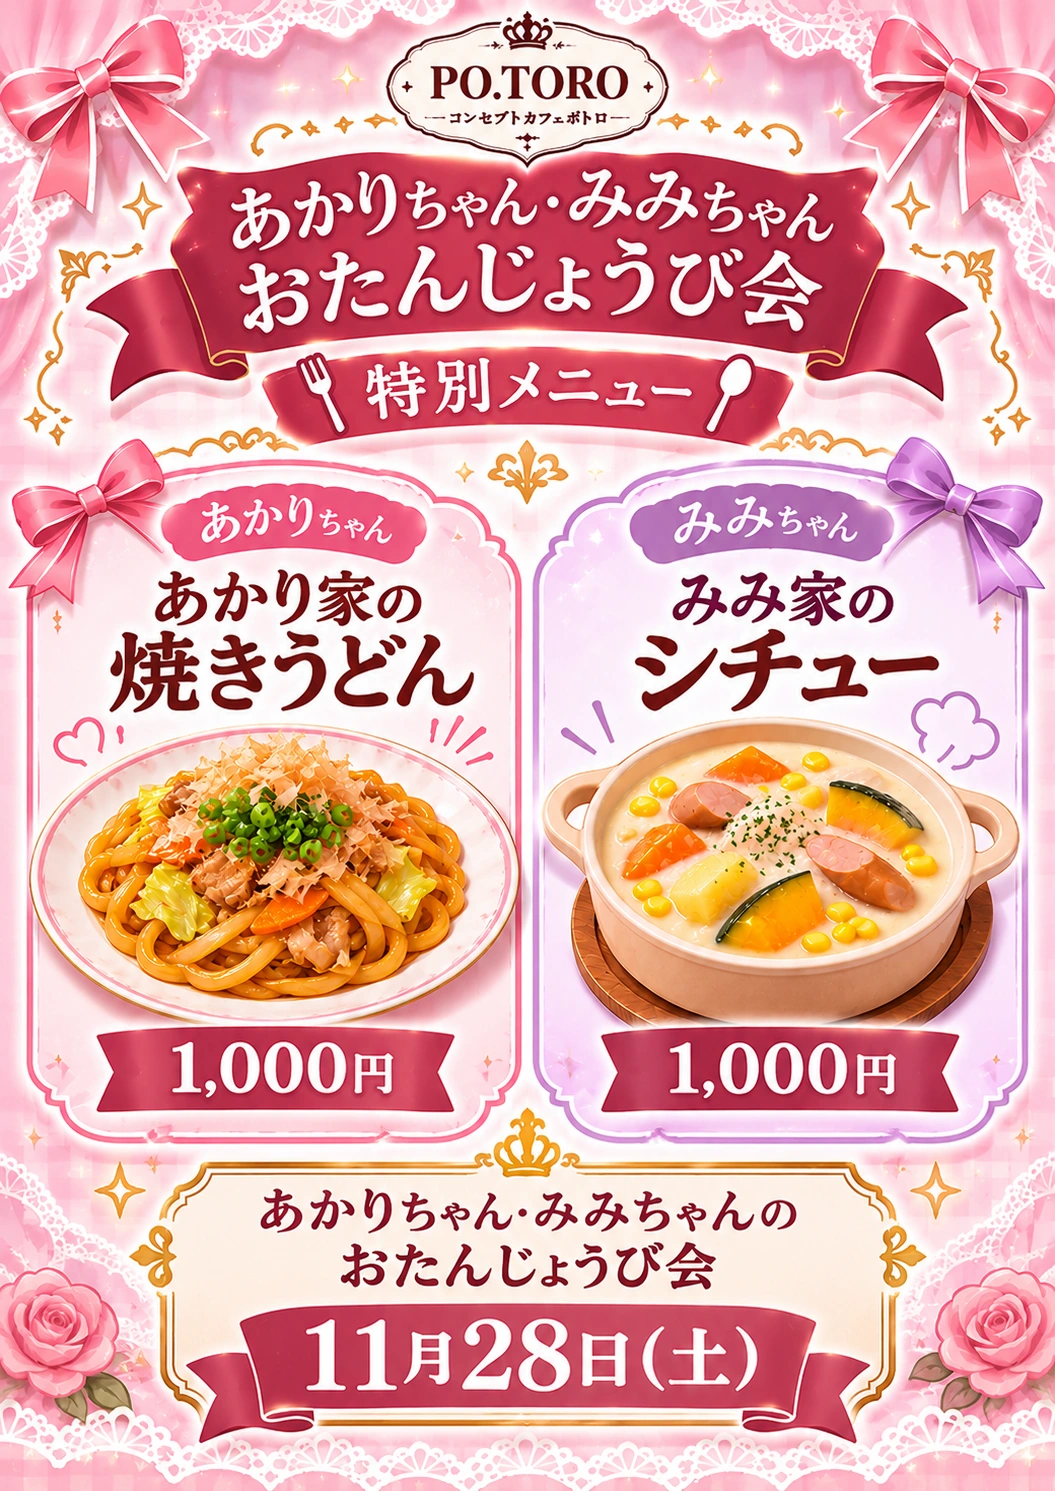 PO.TORO
コンセプトカフェポトロ
あかりちゃん・みみちゃん
おたんじょうび会
特別メニュー
あかりちゃん
あかり家の
焼きうどん
1,000円
みみちゃん
みみ家の
シチュー
1,000円
あかりちゃん・みみちゃんの
おたんじょうび会
11月28日(土)